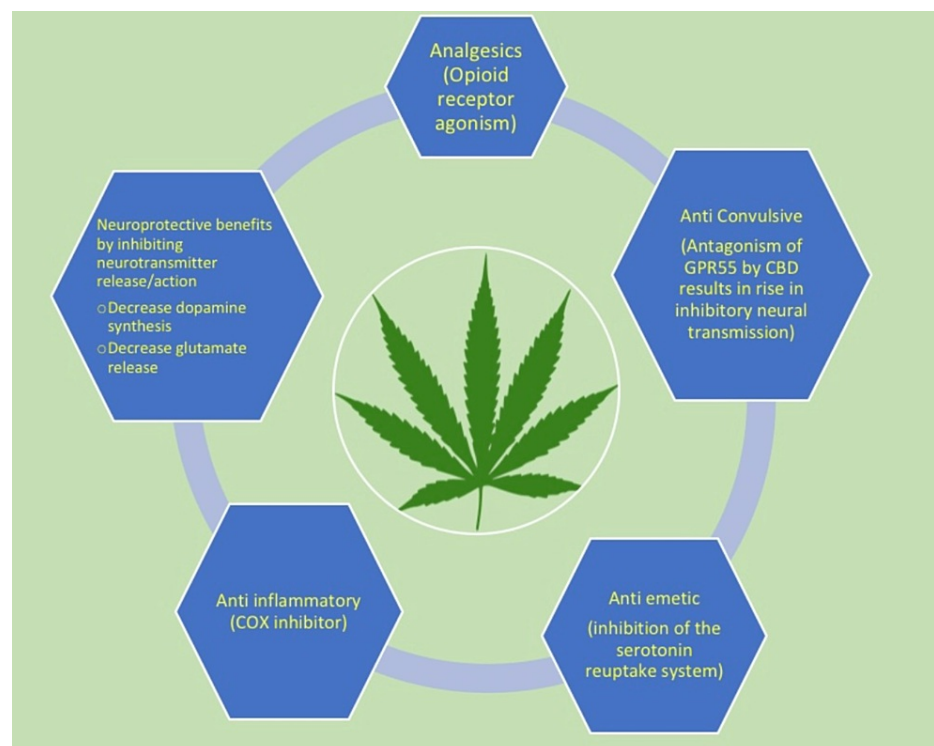 Analgesics
(Opioid
receptor
agonism)
Anti Convulsive
(Antagonism of
GPR55 by CBD
results in rise in
inhibitory neural
transmission)
Anti emetic
(inhibition of the
serotonin
reuptake system)
Anti inflammatory
(COX inhibitor)
Neuroprotective benefits
by inhibiting
neurotransmitter
release/action
○Decrease dopamine
synthesis
○Decrease glutamate
release